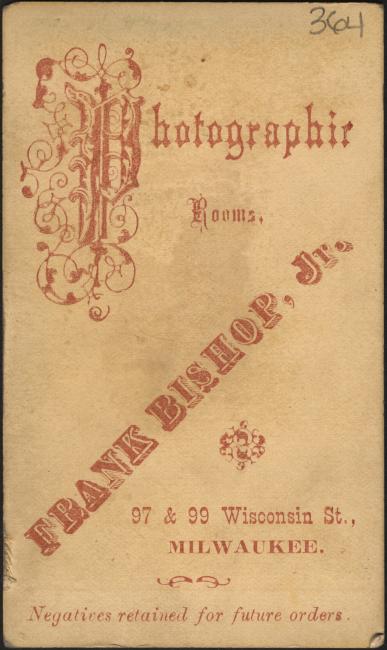 364
Photographic
Rooms.
FRANK BISHOP, Jr.
97 & 99 Wisconsin St.,
MILWAUKEE.
Negatives retained for future orders.